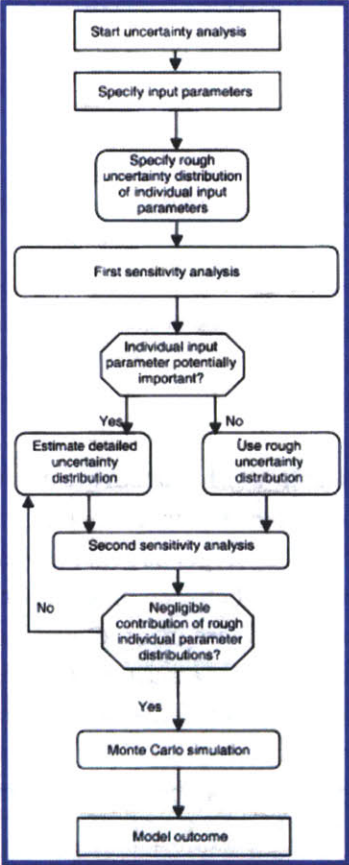 Start uncertainty analysis
Specify input parameters
Specify rough
uncertainty distribution
of individual input
parameters
First sensitivity analysis
Individual input
parameter potentially
important?
Yes
No
Estimate detailed
uncertainty
distribution
Use rough
uncertainty
distribution
Second sensitivity analysis
No
Negligible
contribution of rough
individual parameter
distributions?
Yes
Monte Carlo simulation
Model outcome